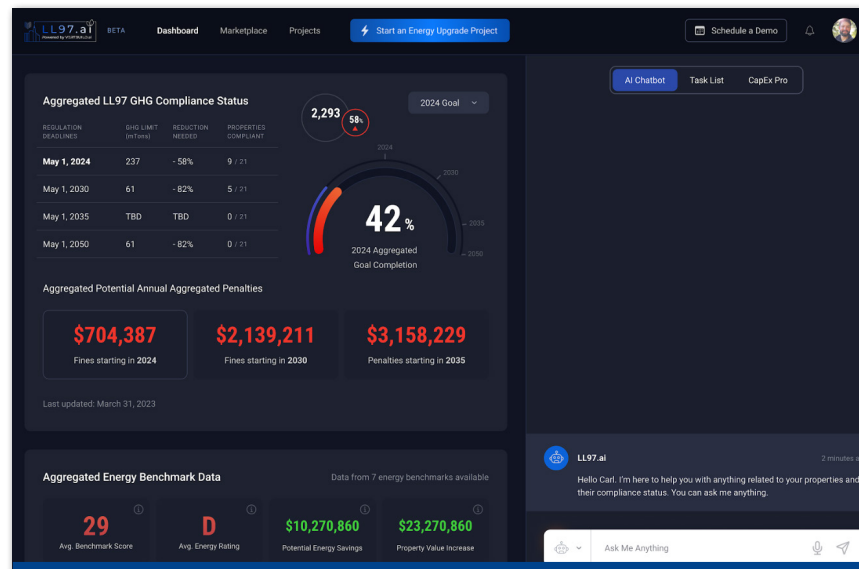 LL97.ai
BETA
Dashboard
Marketplace
Projects
Start an Energy Upgrade Project
Schedule a Demo
AI Chatbot
Task List
CapEx Pro
Aggregated LL97 GHG Compliance Status
2,293
58%
2024 Goal
REGULATION DEADLINES
GHG LIMIT (mTons)
REDUCTION NEEDED
PROPERTIES COMPLIANT
May 1, 2024 237 - 58% 9 / 21
May 1, 2030 61 - 82% 5 / 21
May 1, 2035 TBD TBD 0 / 21
May 1, 2050 61 - 82% 0 / 21
2024
2030
2035
2050
42%
2024 Aggregated
Goal Completion
Aggregated Potential Annual Aggregated Penalties
$704,387
Fines starting in 2024
$2,139,211
Fines starting in 2030
$3,158,229
Penalties starting in 2035
Last updated: March 31, 2023
Aggregated Energy Benchmark Data
Data from 7 energy benchmarks available
29
Avg. Benchmark Score
D
Avg. Energy Rating
$10,270,860
Potential Energy Savings
$23,270,860
Property Value Increase
LL97.ai
2 minutes a
Hello Carl. I'm here to help you with anything related to your properties and
their compliance status. You can ask me anything.
Ask Me Anything